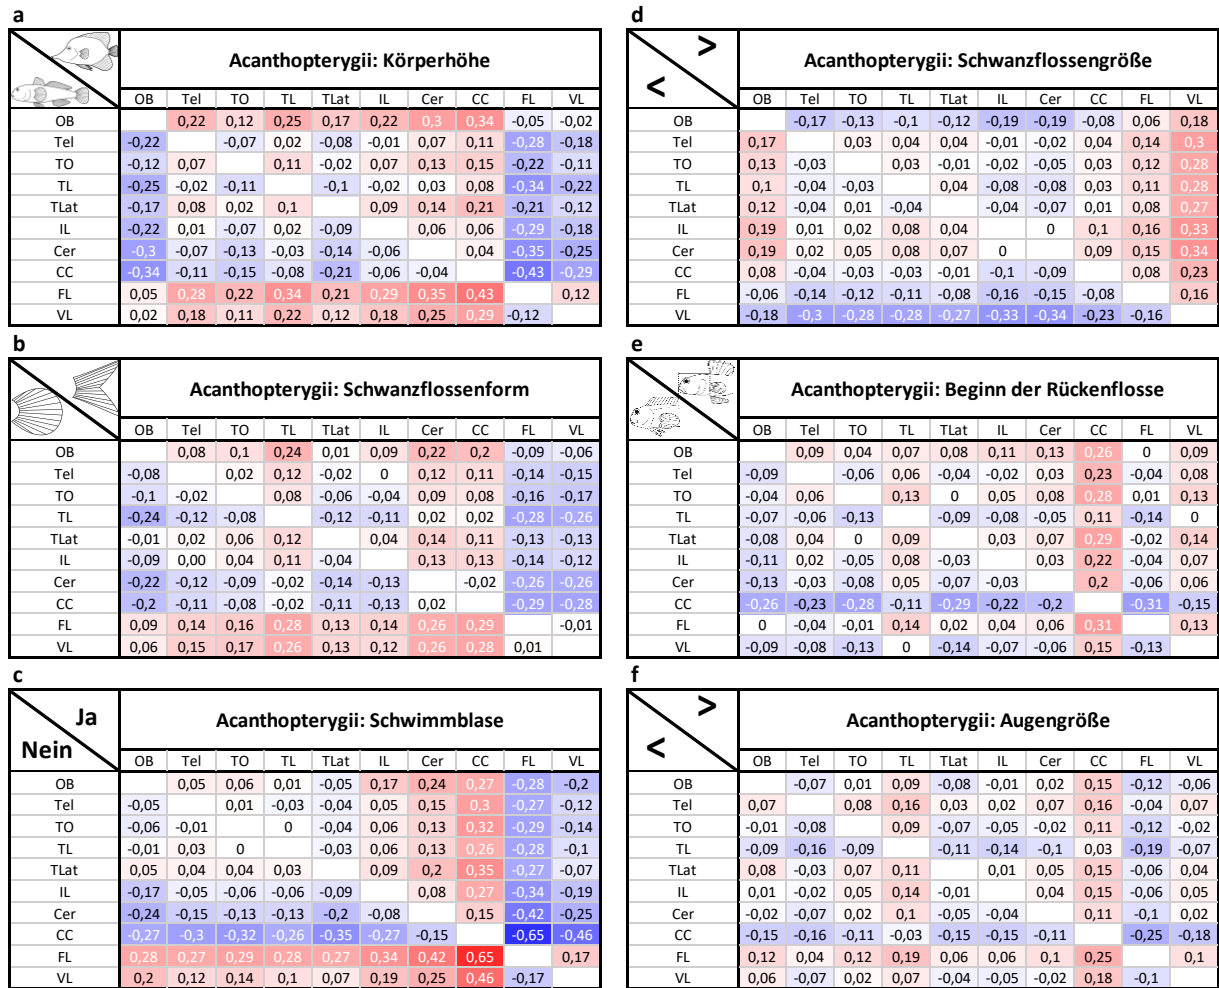 a
Acanthopterygii: Körperhöhe
OB Tel TO TL TLat IL Cer CC FL VL
OB 0,22 0,12 0,25 0,17 0,22 0,3 0,34 -0,05 -0,02
Tel -0,22 -0,07 0,02 -0,08 -0,01 0,07 0,11 -0,28 -0,18
TO -0,12 0,07 0,11 -0,02 0,07 0,13 0,15 -0,22 -0,11
TL -0,25 -0,02 -0,11 -0,1 -0,02 0,03 0,08 -0,34 -0,22
TLat -0,17 0,08 0,02 0,1 0,09 0,14 0,21 -0,21 -0,12
IL -0,22 0,01 -0,07 0,02 -0,09 0,06 0,06 -0,29 -0,18
Cer -0,3 -0,07 -0,13 -0,03 -0,14 -0,06 0,04 -0,35 -0,25
CC -0,34 -0,11 -0,15 -0,08 -0,21 -0,06 -0,04 -0,43 -0,29
FL 0,05 0,28 0,22 0,34 0,21 0,29 0,35 0,43 0,12
VL 0,02 0,18 0,11 0,22 0,12 0,18 0,25 0,29 -0,12
b
Acanthopterygii: Schwanzflossenform
OB Tel TO TL TLat IL Cer CC FL VL
OB 0,08 0,1 0,24 0,01 0,09 0,22 0,2 -0,09 -0,06
Tel -0,08 0,02 0,12 -0,02 0 0,12 0,11 -0,14 -0,15
TO -0,1 -0,02 0,08 -0,06 -0,04 0,09 0,08 -0,16 -0,17
TL -0,24 -0,12 -0,08 -0,12 -0,11 0,02 0,02 -0,28 -0,26
TLat -0,01 0,02 0,06 0,12 0,04 0,14 0,11 -0,13 -0,13
IL -0,09 0,00 0,04 0,11 -0,04 0,13 0,13 -0,14 -0,12
Cer -0,22 -0,12 -0,09 -0,02 -0,14 -0,13 -0,02 -0,26 -0,26
CC -0,2 -0,11 -0,08 -0,02 -0,11 -0,13 0,02 -0,29 -0,28
FL 0,09 0,14 0,16 0,28 0,13 0,14 0,26 0,29 -0,01
VL 0,06 0,15 0,17 0,26 0,13 0,12 0,26 0,28 0,01
c
Ja
Nein
Acanthopterygii: Schwimmblase
OB Tel TO TL TLat IL Cer CC FL VL
OB 0,05 0,06 0,01 -0,05 0,17 0,24 0,27 -0,28 -0,2
Tel -0,05 0,01 -0,03 -0,04 0,05 0,15 0,3 -0,27 -0,12
TO -0,06 -0,01 0 -0,04 0,06 0,13 0,32 -0,29 -0,14
TL -0,01 0,03 0 -0,03 0,06 0,13 0,26 -0,28 -0,1
TLat 0,05 0,04 0,04 0,03 0,09 0,2 0,35 -0,27 -0,07
IL -0,17 -0,05 -0,06 -0,06 -0,09 0,08 0,27 -0,34 -0,19
Cer -0,24 -0,15 -0,13 -0,13 -0,2 -0,08 0,15 -0,42 -0,25
CC -0,27 -0,3 -0,32 -0,26 -0,35 -0,27 -0,15 -0,65 -0,46
FL 0,28 0,27 0,29 0,28 0,27 0,34 0,42 0,65 0,17
VL 0,2 0,12 0,14 0,1 0,07 0,19 0,25 0,46 -0,17
d
>
<
Acanthopterygii: Schwanzflossengröße
OB Tel TO TL TLat IL Cer CC FL VL
OB -0,17 -0,13 -0,1 -0,12 -0,19 -0,19 -0,08 0,06 0,18
Tel 0,17 0,03 0,04 0,04 -0,01 -0,02 0,04 0,14 0,3
TO 0,13 -0,03 0,03 -0,01 -0,02 -0,05 0,03 0,12 0,28
TL 0,1 -0,04 -0,03 0,04 -0,08 -0,08 0,03 0,11 0,28
TLat 0,12 -0,04 0,01 -0,04 -0,04 -0,07 0,01 0,08 0,27
IL 0,19 0,01 0,02 0,08 0,04 0 0,1 0,16 0,33
Cer 0,19 0,02 0,05 0,08 0,07 0 0,09 0,15 0,34
CC 0,08 -0,04 -0,03 -0,03 -0,01 -0,1 -0,09 0,08 0,23
FL -0,06 -0,14 -0,12 -0,11 -0,08 -0,16 -0,15 -0,08 0,16
VL -0,18 -0,3 -0,28 -0,28 -0,27 -0,33 -0,34 -0,23 -0,16
e
Acanthopterygii: Beginn der Rückenflosse
OB Tel TO TL TLat IL Cer CC FL VL
OB 0,09 0,04 0,07 0,08 0,11 0,13 0,26 0 0,09
Tel -0,09 -0,06 0,06 -0,04 -0,02 0,03 0,23 -0,04 0,08
TO -0,04 0,06 0,13 0 0,05 0,08 0,28 0,01 0,13
TL -0,07 -0,06 -0,13 -0,09 -0,08 -0,05 0,11 -0,14 0
TLat -0,08 0,04 0 0,09 0,03 0,07 0,29 -0,02 0,14
IL -0,11 0,02 -0,05 0,08 -0,03 0,03 0,22 -0,04 0,07
Cer -0,13 -0,03 -0,08 0,05 -0,07 -0,03 0,2 -0,06 0,06
CC -0,26 -0,23 -0,28 -0,11 -0,29 -0,22 -0,2 -0,31 -0,15
FL 0 -0,04 -0,01 0,14 0,02 0,04 0,06 0,31 0,13
VL -0,09 -0,08 -0,13 0 -0,14 -0,07 -0,06 0,15 -0,13
f
>
<
Acanthopterygii: Augengröße
OB Tel TO TL TLat IL Cer CC FL VL
OB -0,07 0,01 0,09 -0,08 -0,01 0,02 0,15 -0,12 -0,06
Tel 0,07 0,08 0,16 0,03 0,02 0,07 0,16 -0,04 0,07
TO -0,01 -0,08 0,09 -0,07 -0,05 -0,02 0,11 -0,12 -0,02
TL -0,09 -0,16 -0,09 -0,11 -0,14 -0,1 0,03 -0,19 -0,07
TLat 0,08 -0,03 0,07 0,11 0,01 0,05 0,15 -0,06 0,04
IL 0,01 -0,02 0,05 0,14 -0,01 0,04 0,15 -0,06 0,05
Cer -0,02 -0,07 0,02 0,1 -0,05 -0,04 0,11 -0,1 0,02
CC -0,15 -0,16 -0,11 -0,03 -0,15 -0,15 -0,11 -0,25 -0,18
FL 0,12 0,04 0,12 0,19 0,06 0,06 0,1 0,25 0,1
VL 0,06 -0,07 0,02 0,07 -0,04 -0,05 -0,02 0,18 -0,1